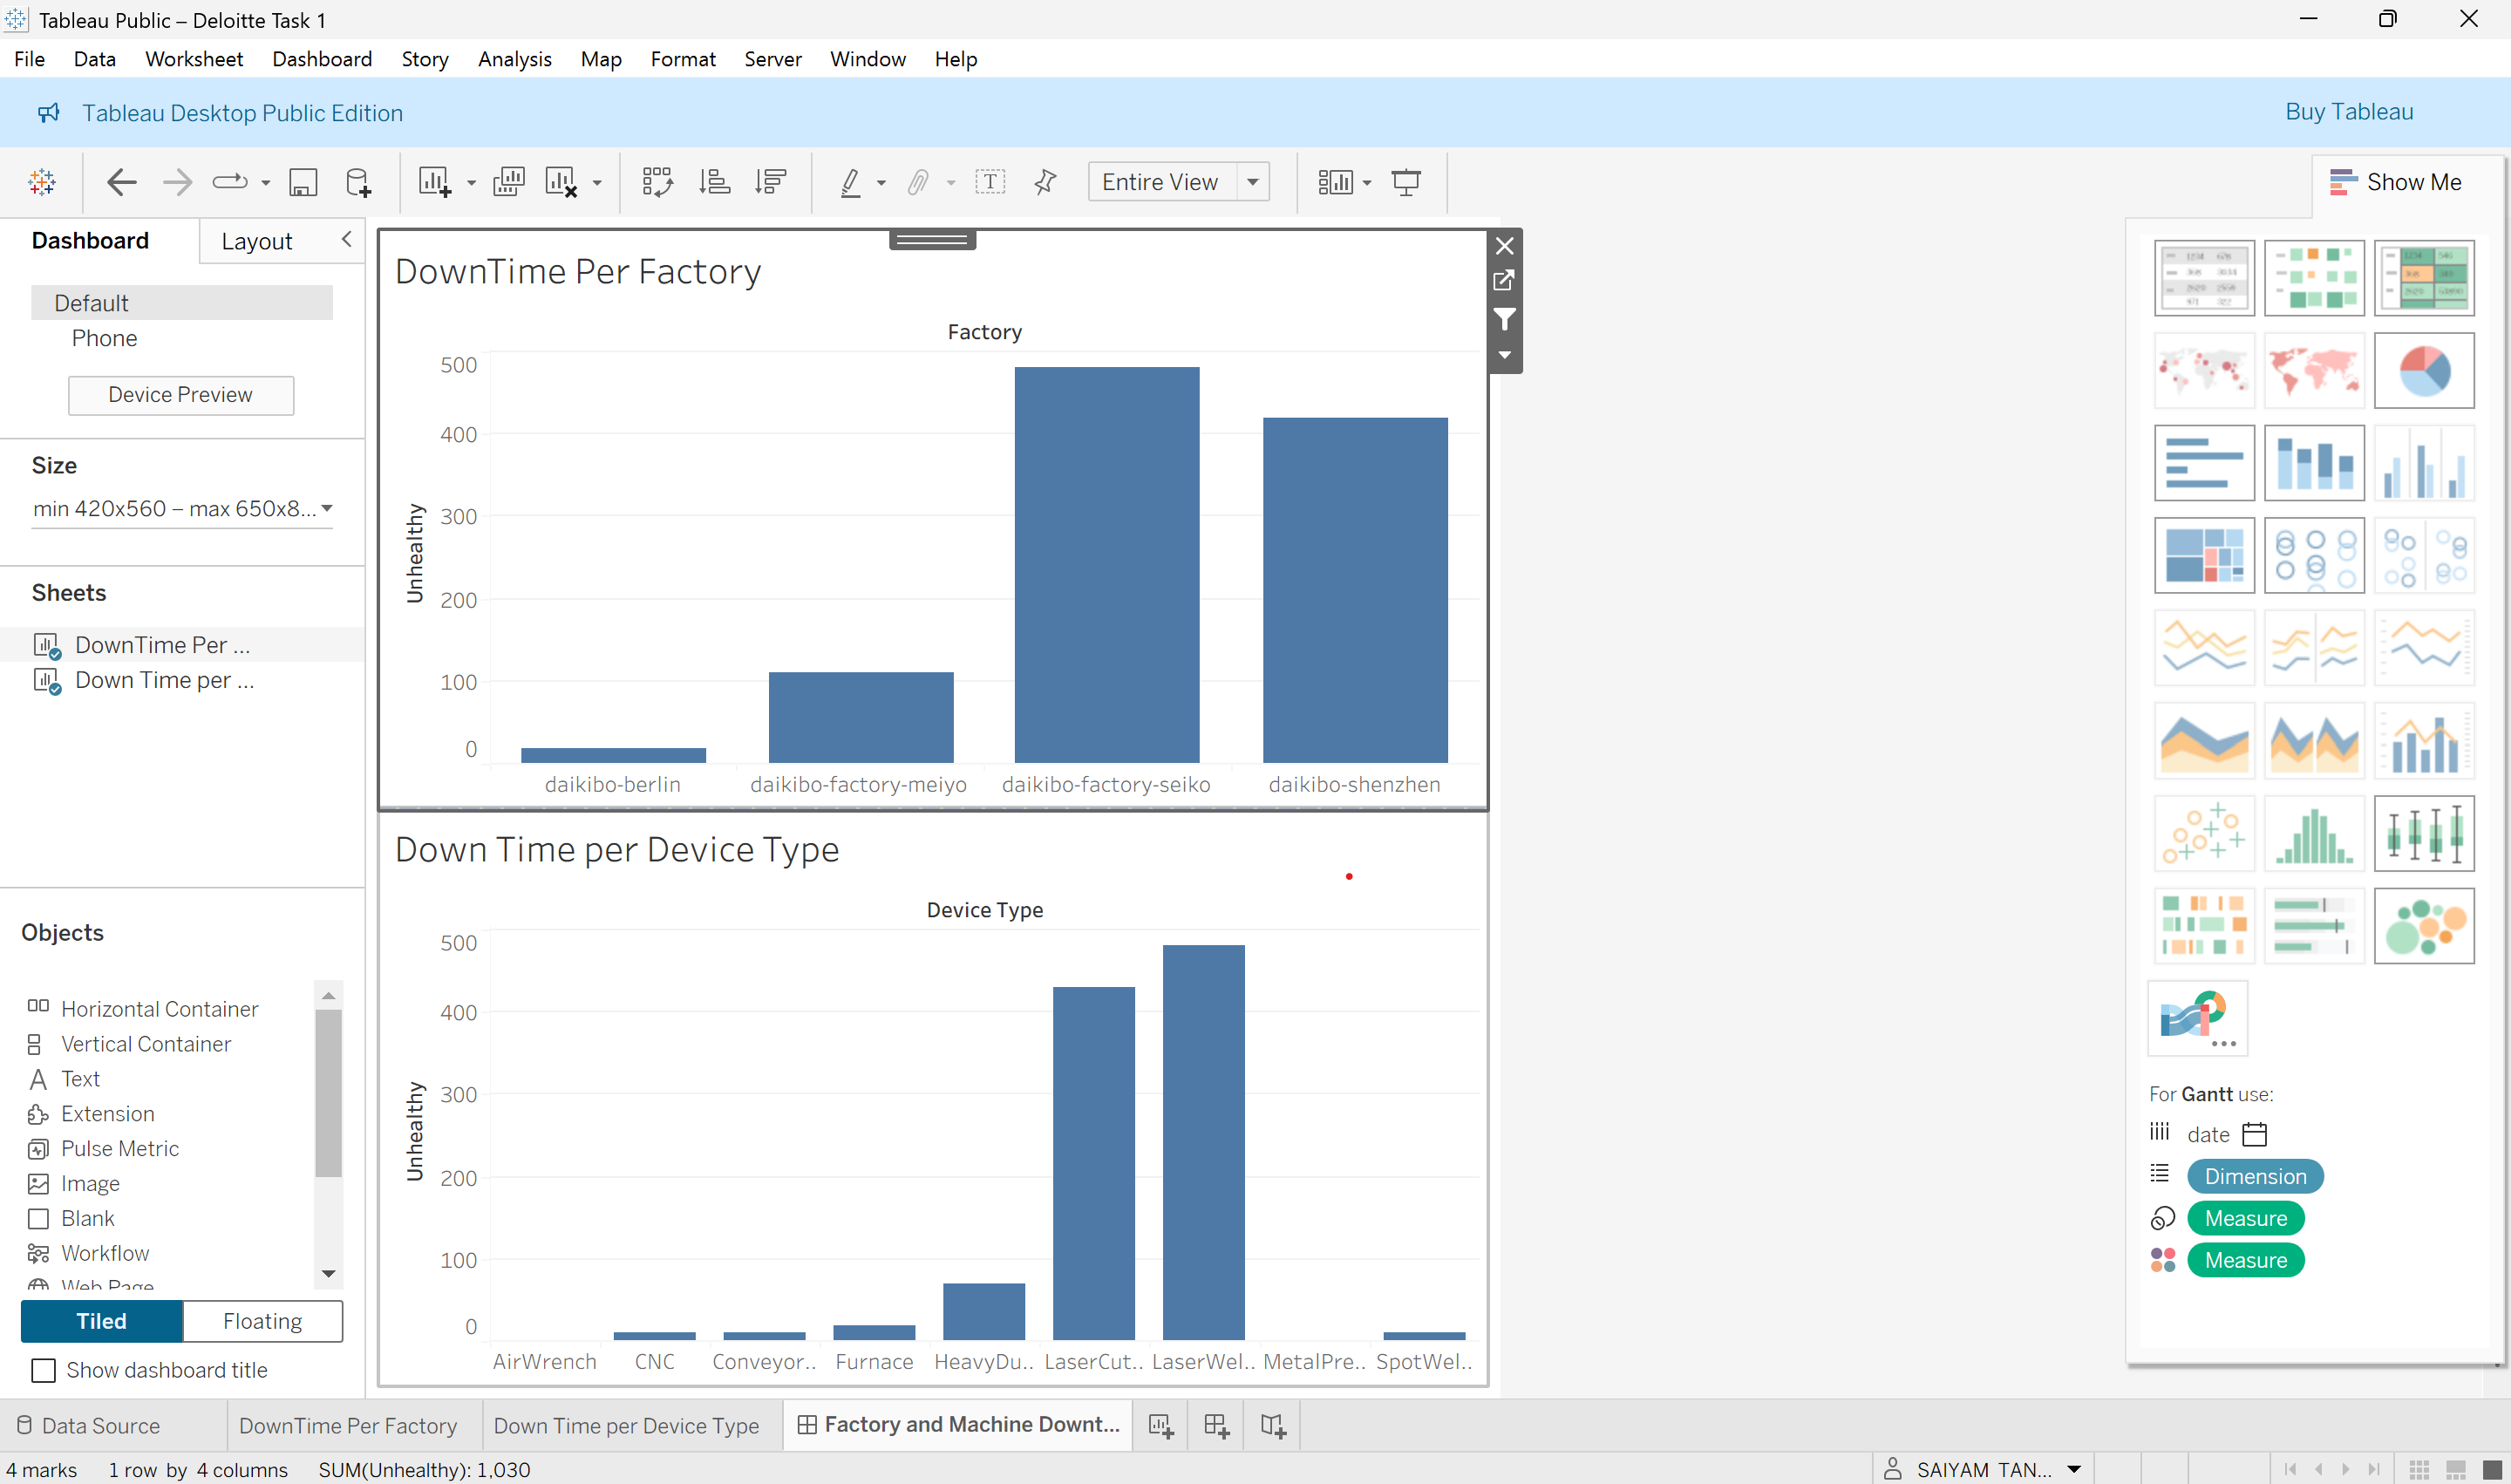 Tableau Public – Deloitte Task 1
File Data Worksheet Dashboard Story Analysis Map Format Server Window Help
Tableau Desktop Public Edition
Buy Tableau
Entire View
Show Me
Dashboard
Layout
Default
Phone
Device Preview
Size
min 420x560 – max 650x8...
Sheets
DownTime Per ...
Down Time per ...
Objects
Horizontal Container
Vertical Container
Text
Extension
Pulse Metric
Image
Blank
Workflow
Web Page
Tiled
Floating
Show dashboard title
DownTime Per Factory
Factory
Unhealthy
500
400
300
200
100
0
daikibo-berlin
daikibo-factory-meiyo
daikibo-factory-seiko
daikibo-shenzhen
Down Time per Device Type
Device Type
Unhealthy
500
400
300
200
100
0
AirWrench
CNC
Conveyor..
Furnace
HeavyDu..
LaserCut..
LaserWel..
MetalPre..
SpotWel..
For Gantt use:
date
Dimension
Measure
Measure
Data Source
DownTime Per Factory
Down Time per Device Type
Factory and Machine Downt...
4 marks
1 row by 4 columns
SUM(Unhealthy): 1,030
SAIYAM TAN...